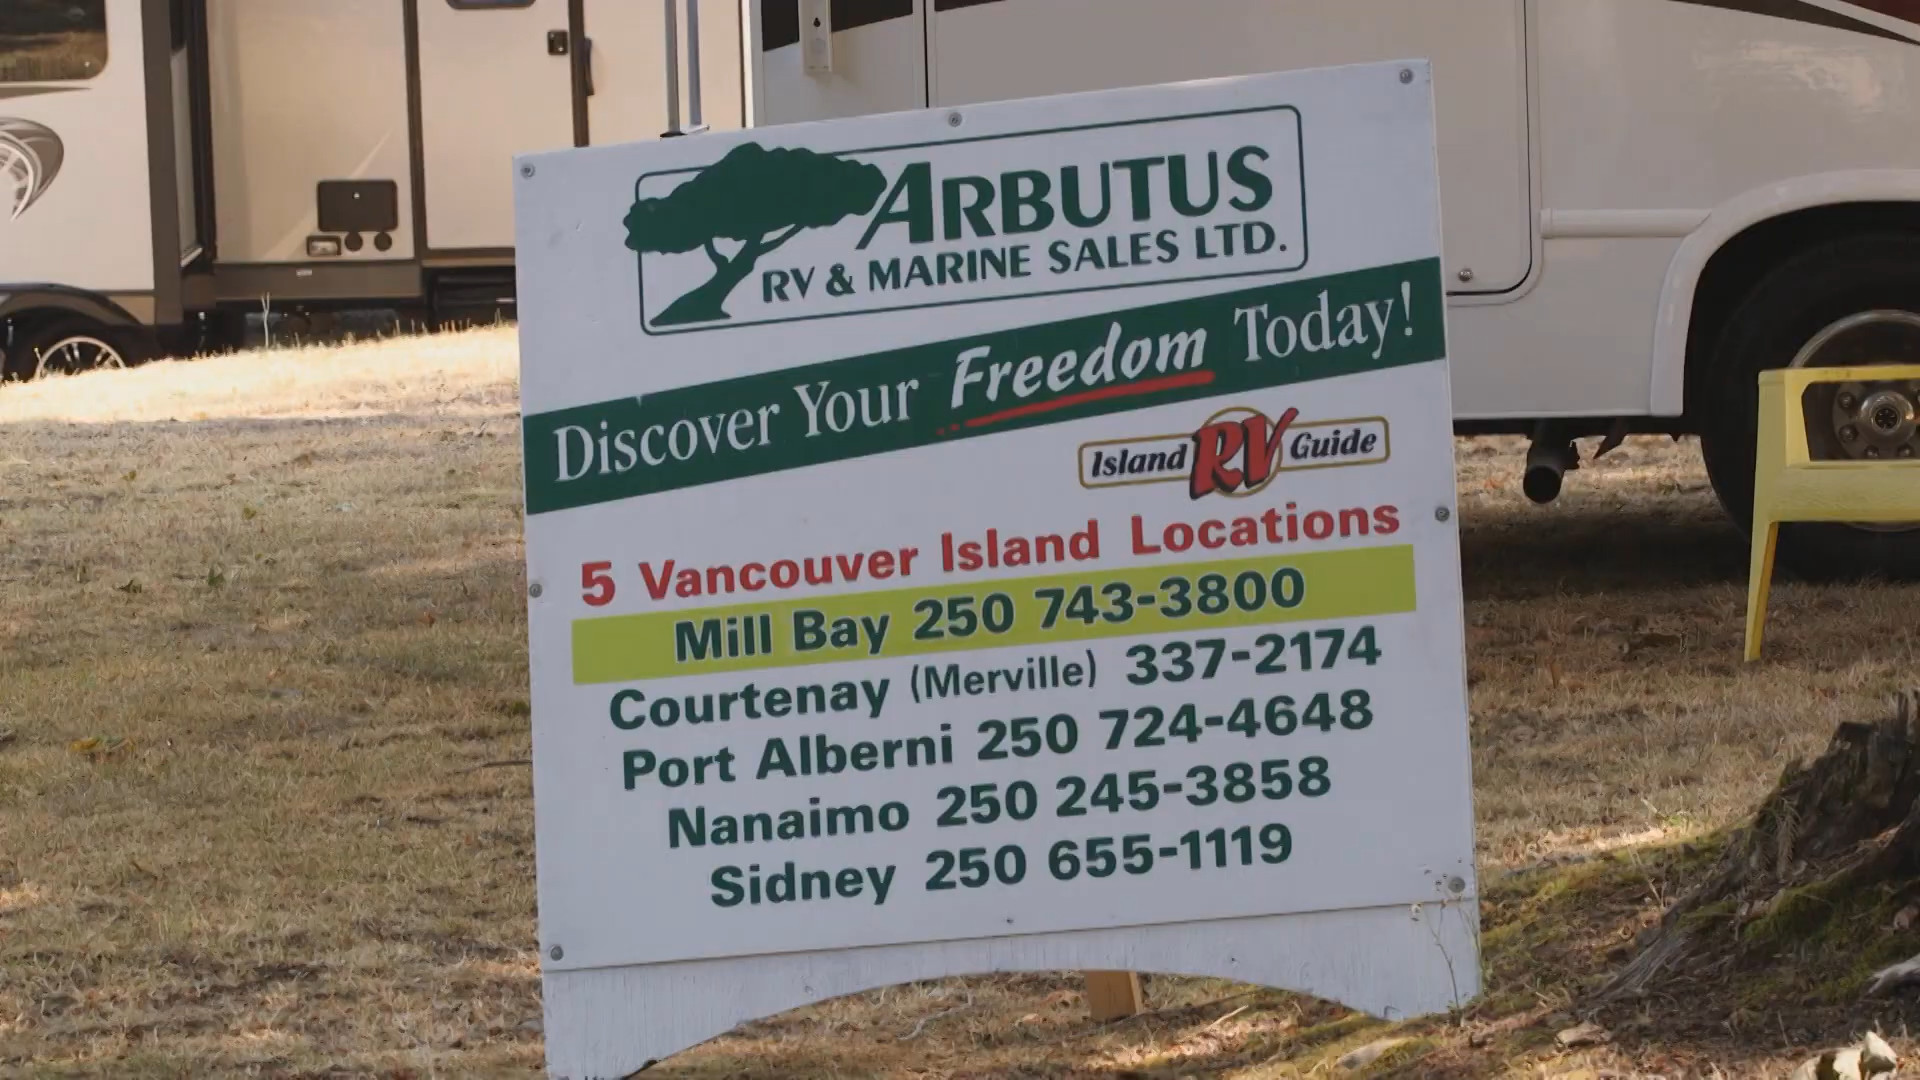 ARBUTUS
RV & MARINE SALES LTD.
Discover Your Freedom Today!
Island RV Guide
5 Vancouver Island Locations
Mill Bay 250 743-3800
Courtenay (Merville) 337-2174
Port Alberni 250 724-4648
Nanaimo 250 245-3858
Sidney 250 655-1119